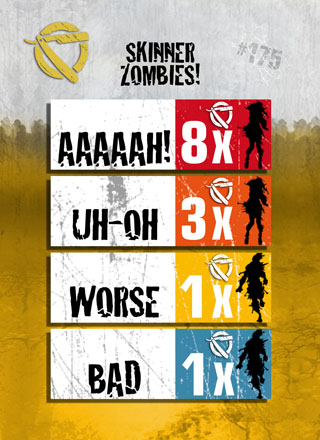 SKINNER
ZOMBIES!
#175
AAAAAH! 8X
UH-OH 3X
WORSE 1X
BAD 1X